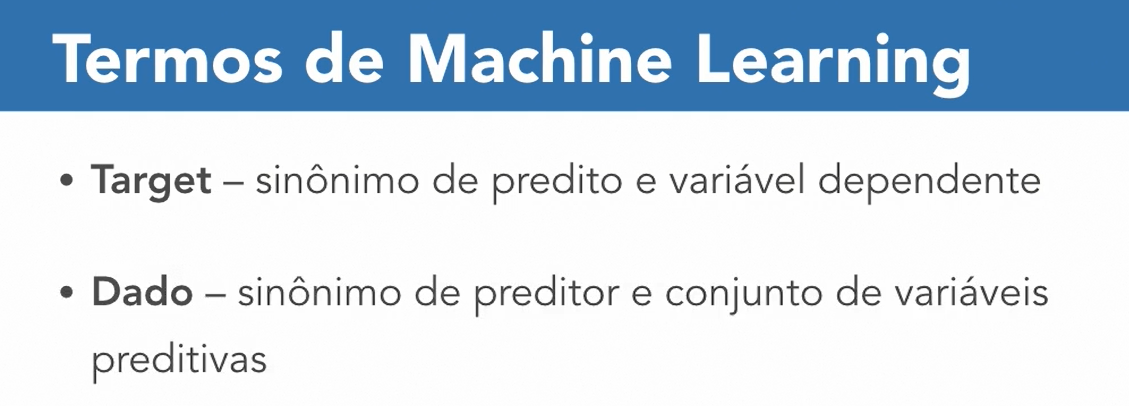 Termos de Machine Learning
• Target – sinônimo de predito e variável dependente
• Dado – sinônimo de preditor e conjunto de variáveis
preditivas